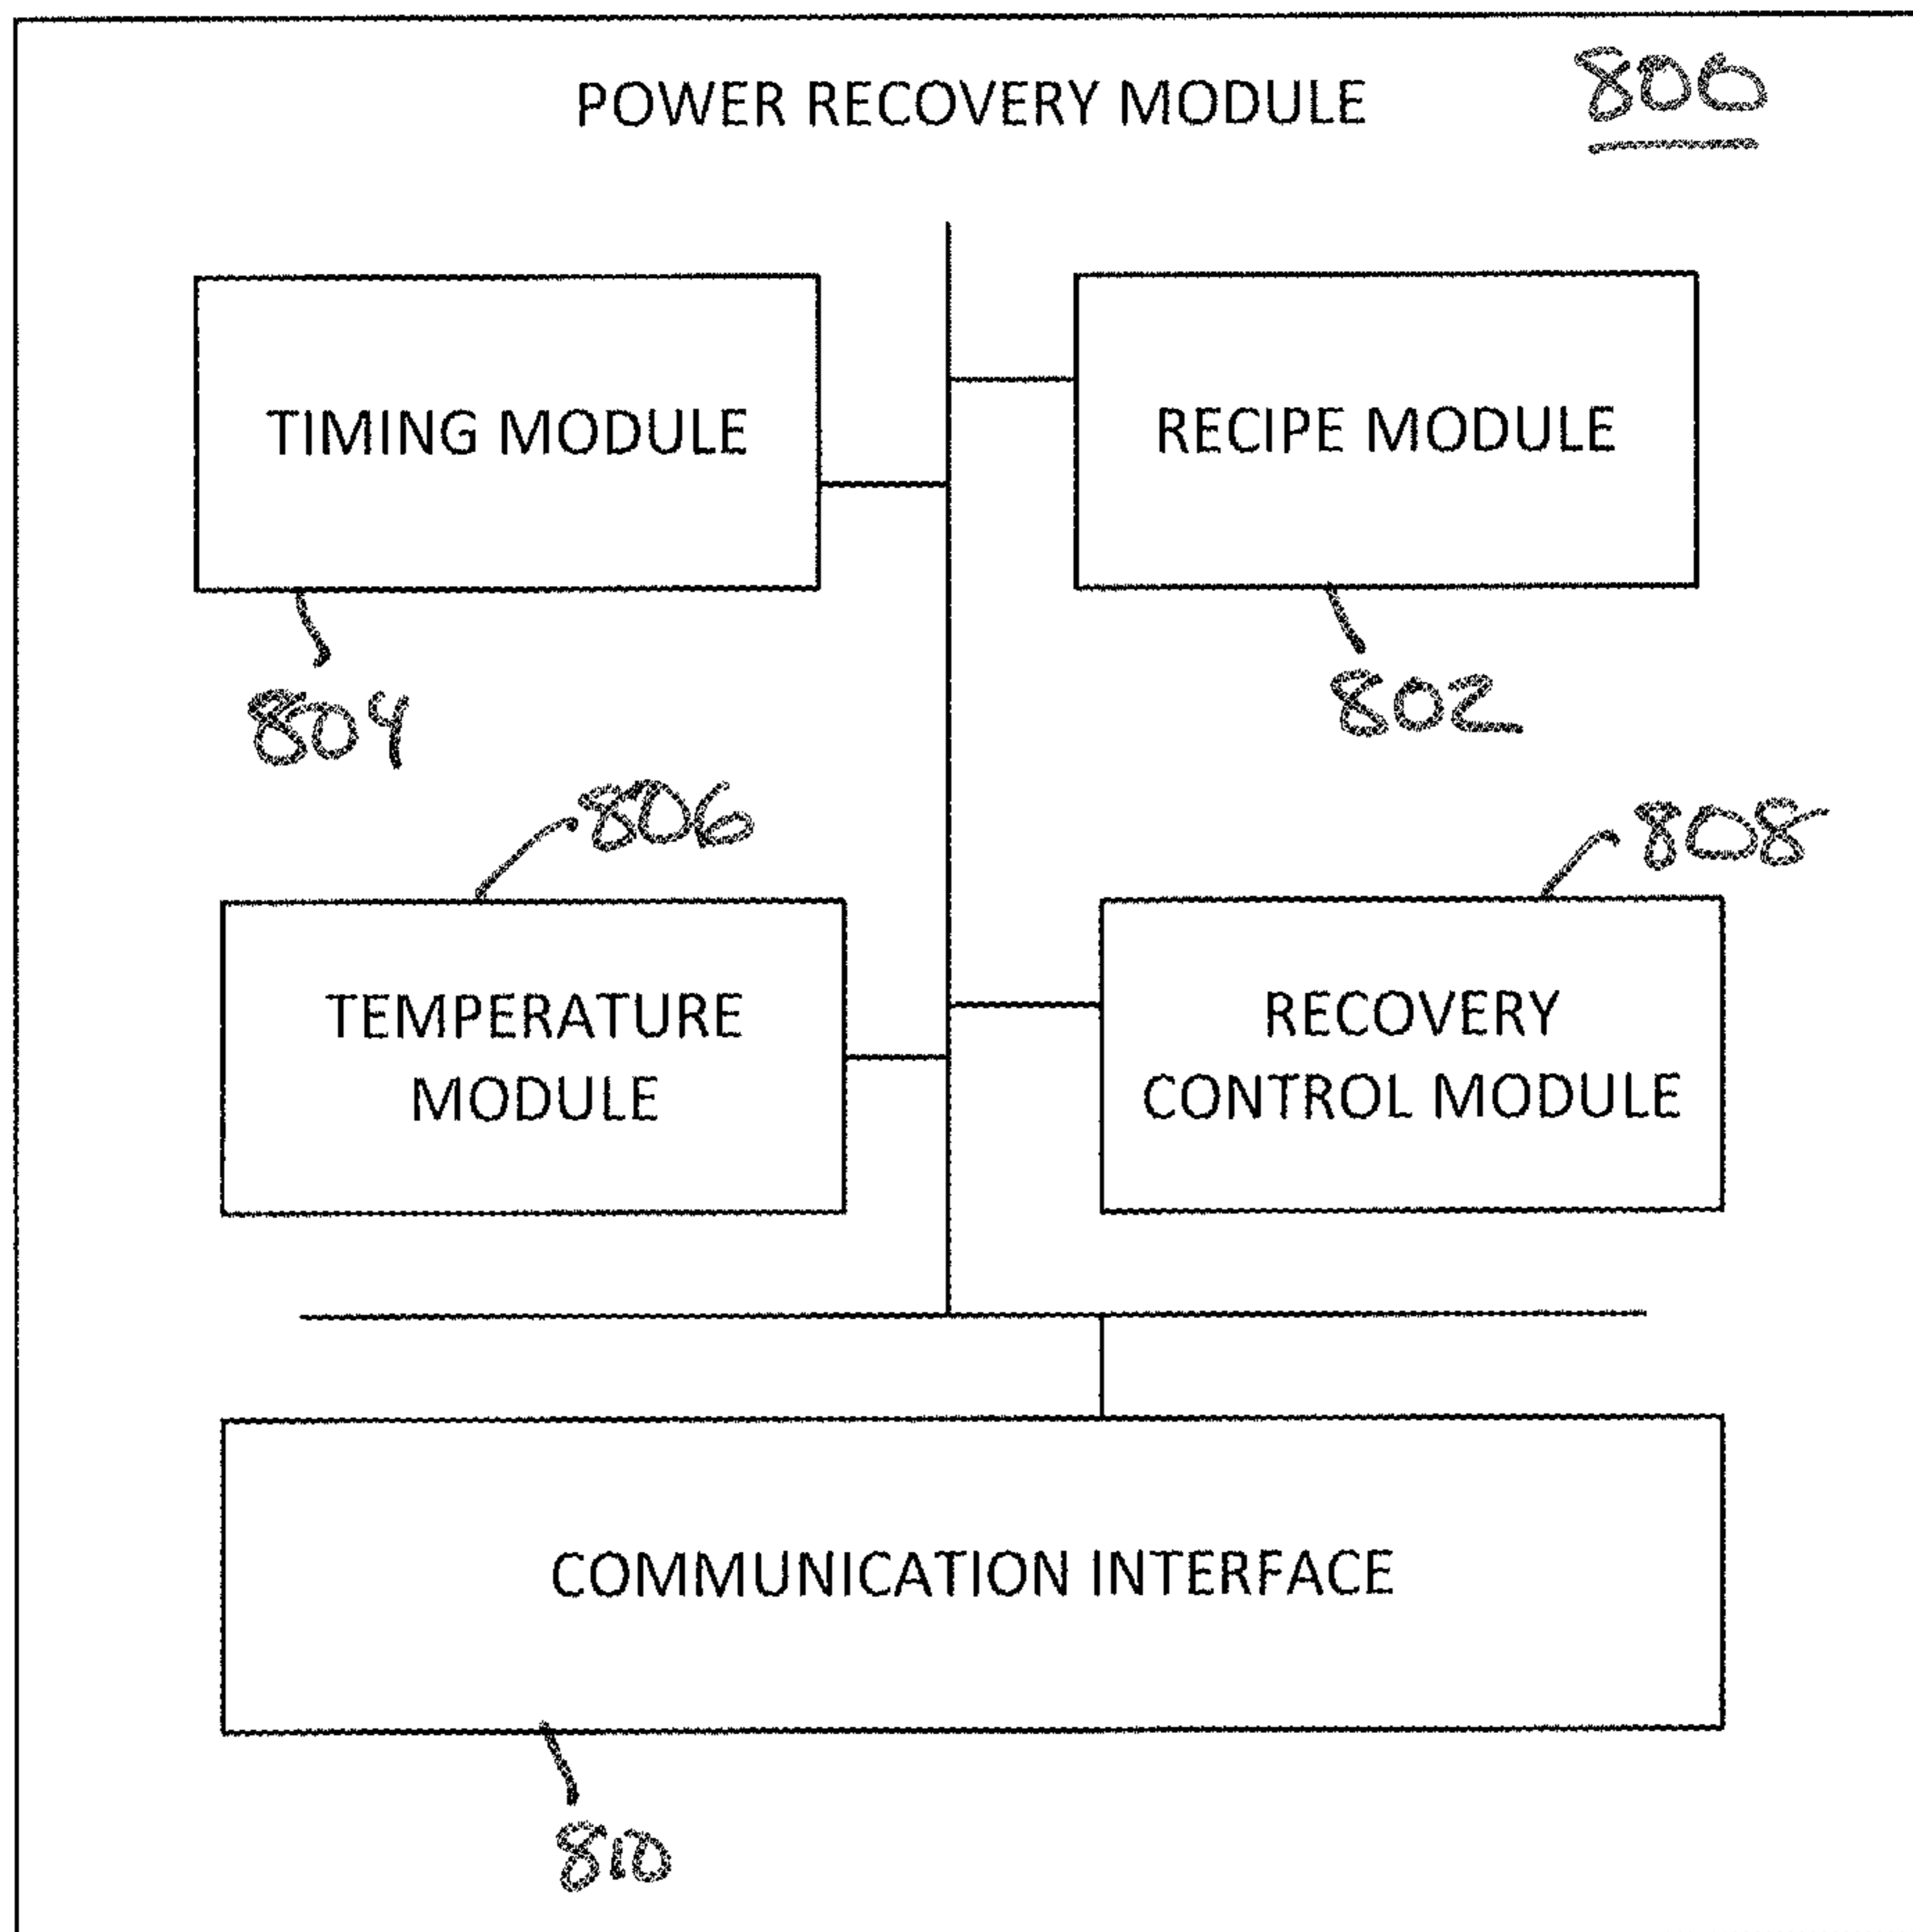 POWER RECOVERY MODULE
800
TIMING MODULE
RECIPE MODULE
804
802
806
808
TEMPERATURE
MODULE
RECOVERY
CONTROL MODULE
COMMUNICATION INTERFACE
810